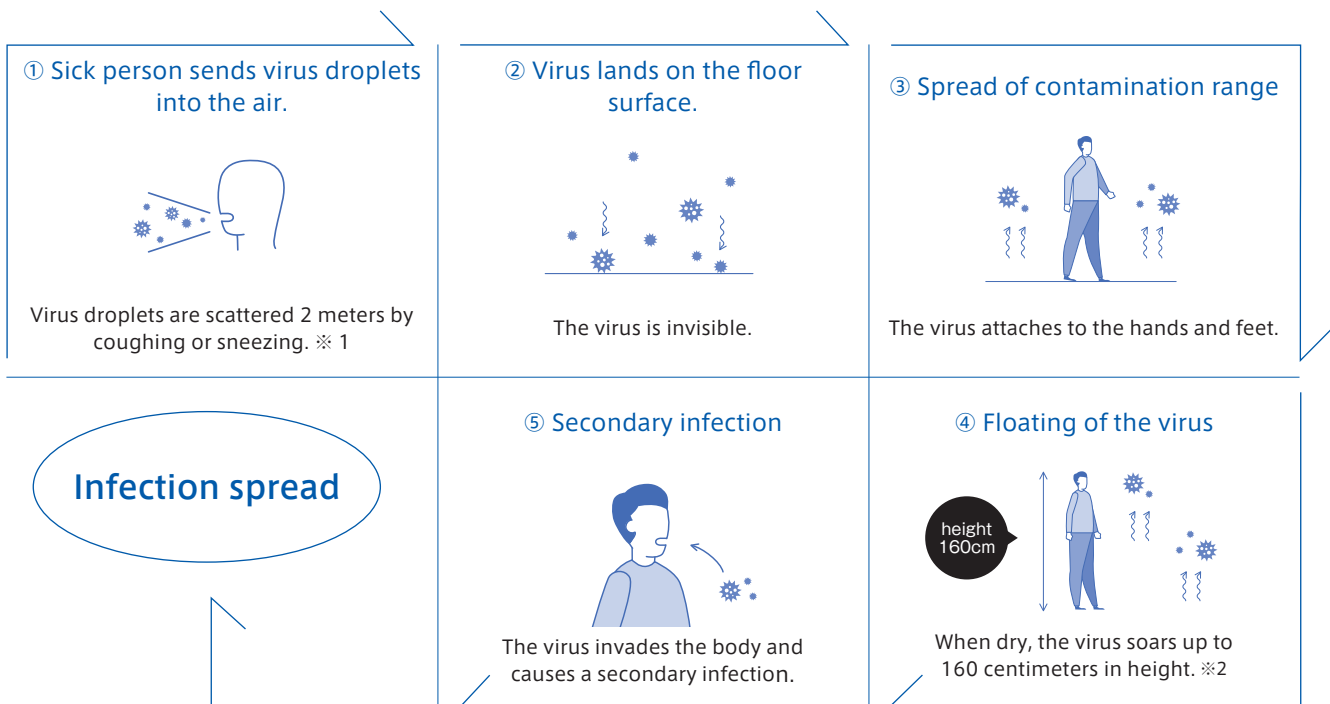 ① Sick person sends virus droplets
into the air.
Virus droplets are scattered 2 meters by
coughing or sneezing. ※ 1
② Virus lands on the floor
surface.
The virus is invisible.
③ Spread of contamination range
The virus attaches to the hands and feet.
④ Floating of the virus
height
160cm
When dry, the virus soars up to
160 centimeters in height. ※2
⑤ Secondary infection
The virus invades the body and
causes a secondary infection.
Infection spread